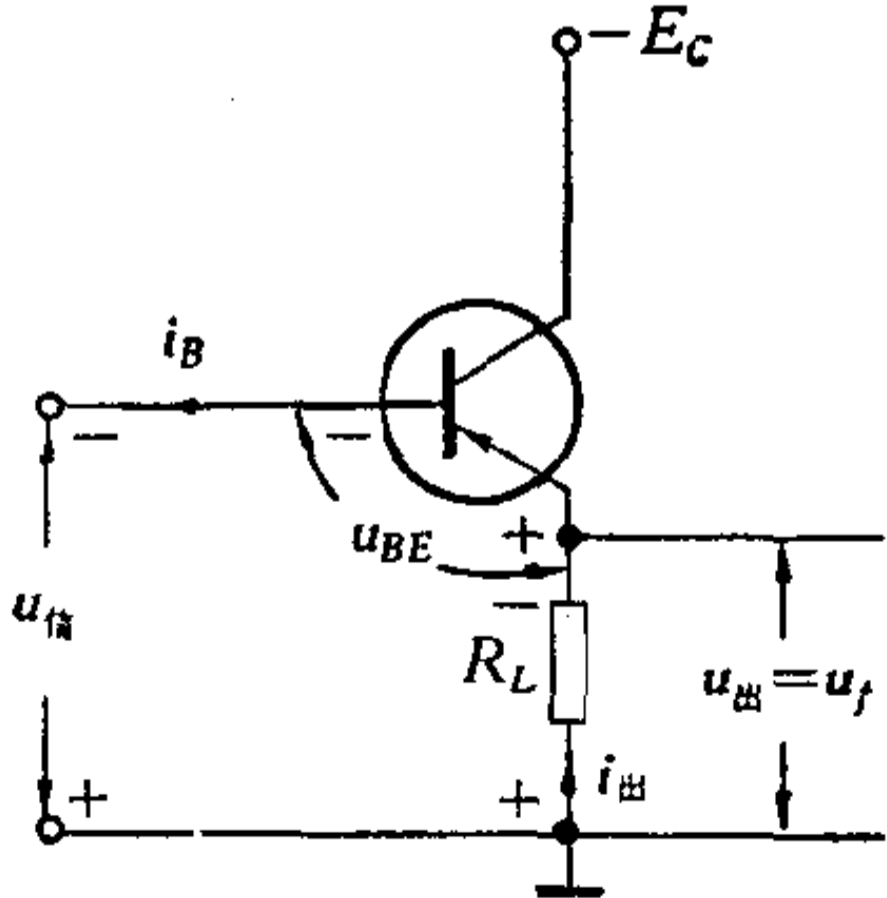 −E_C
i_B
−
−
u_BE
+
−
u_信
R_L
u_出=u_f
+
+
i_出